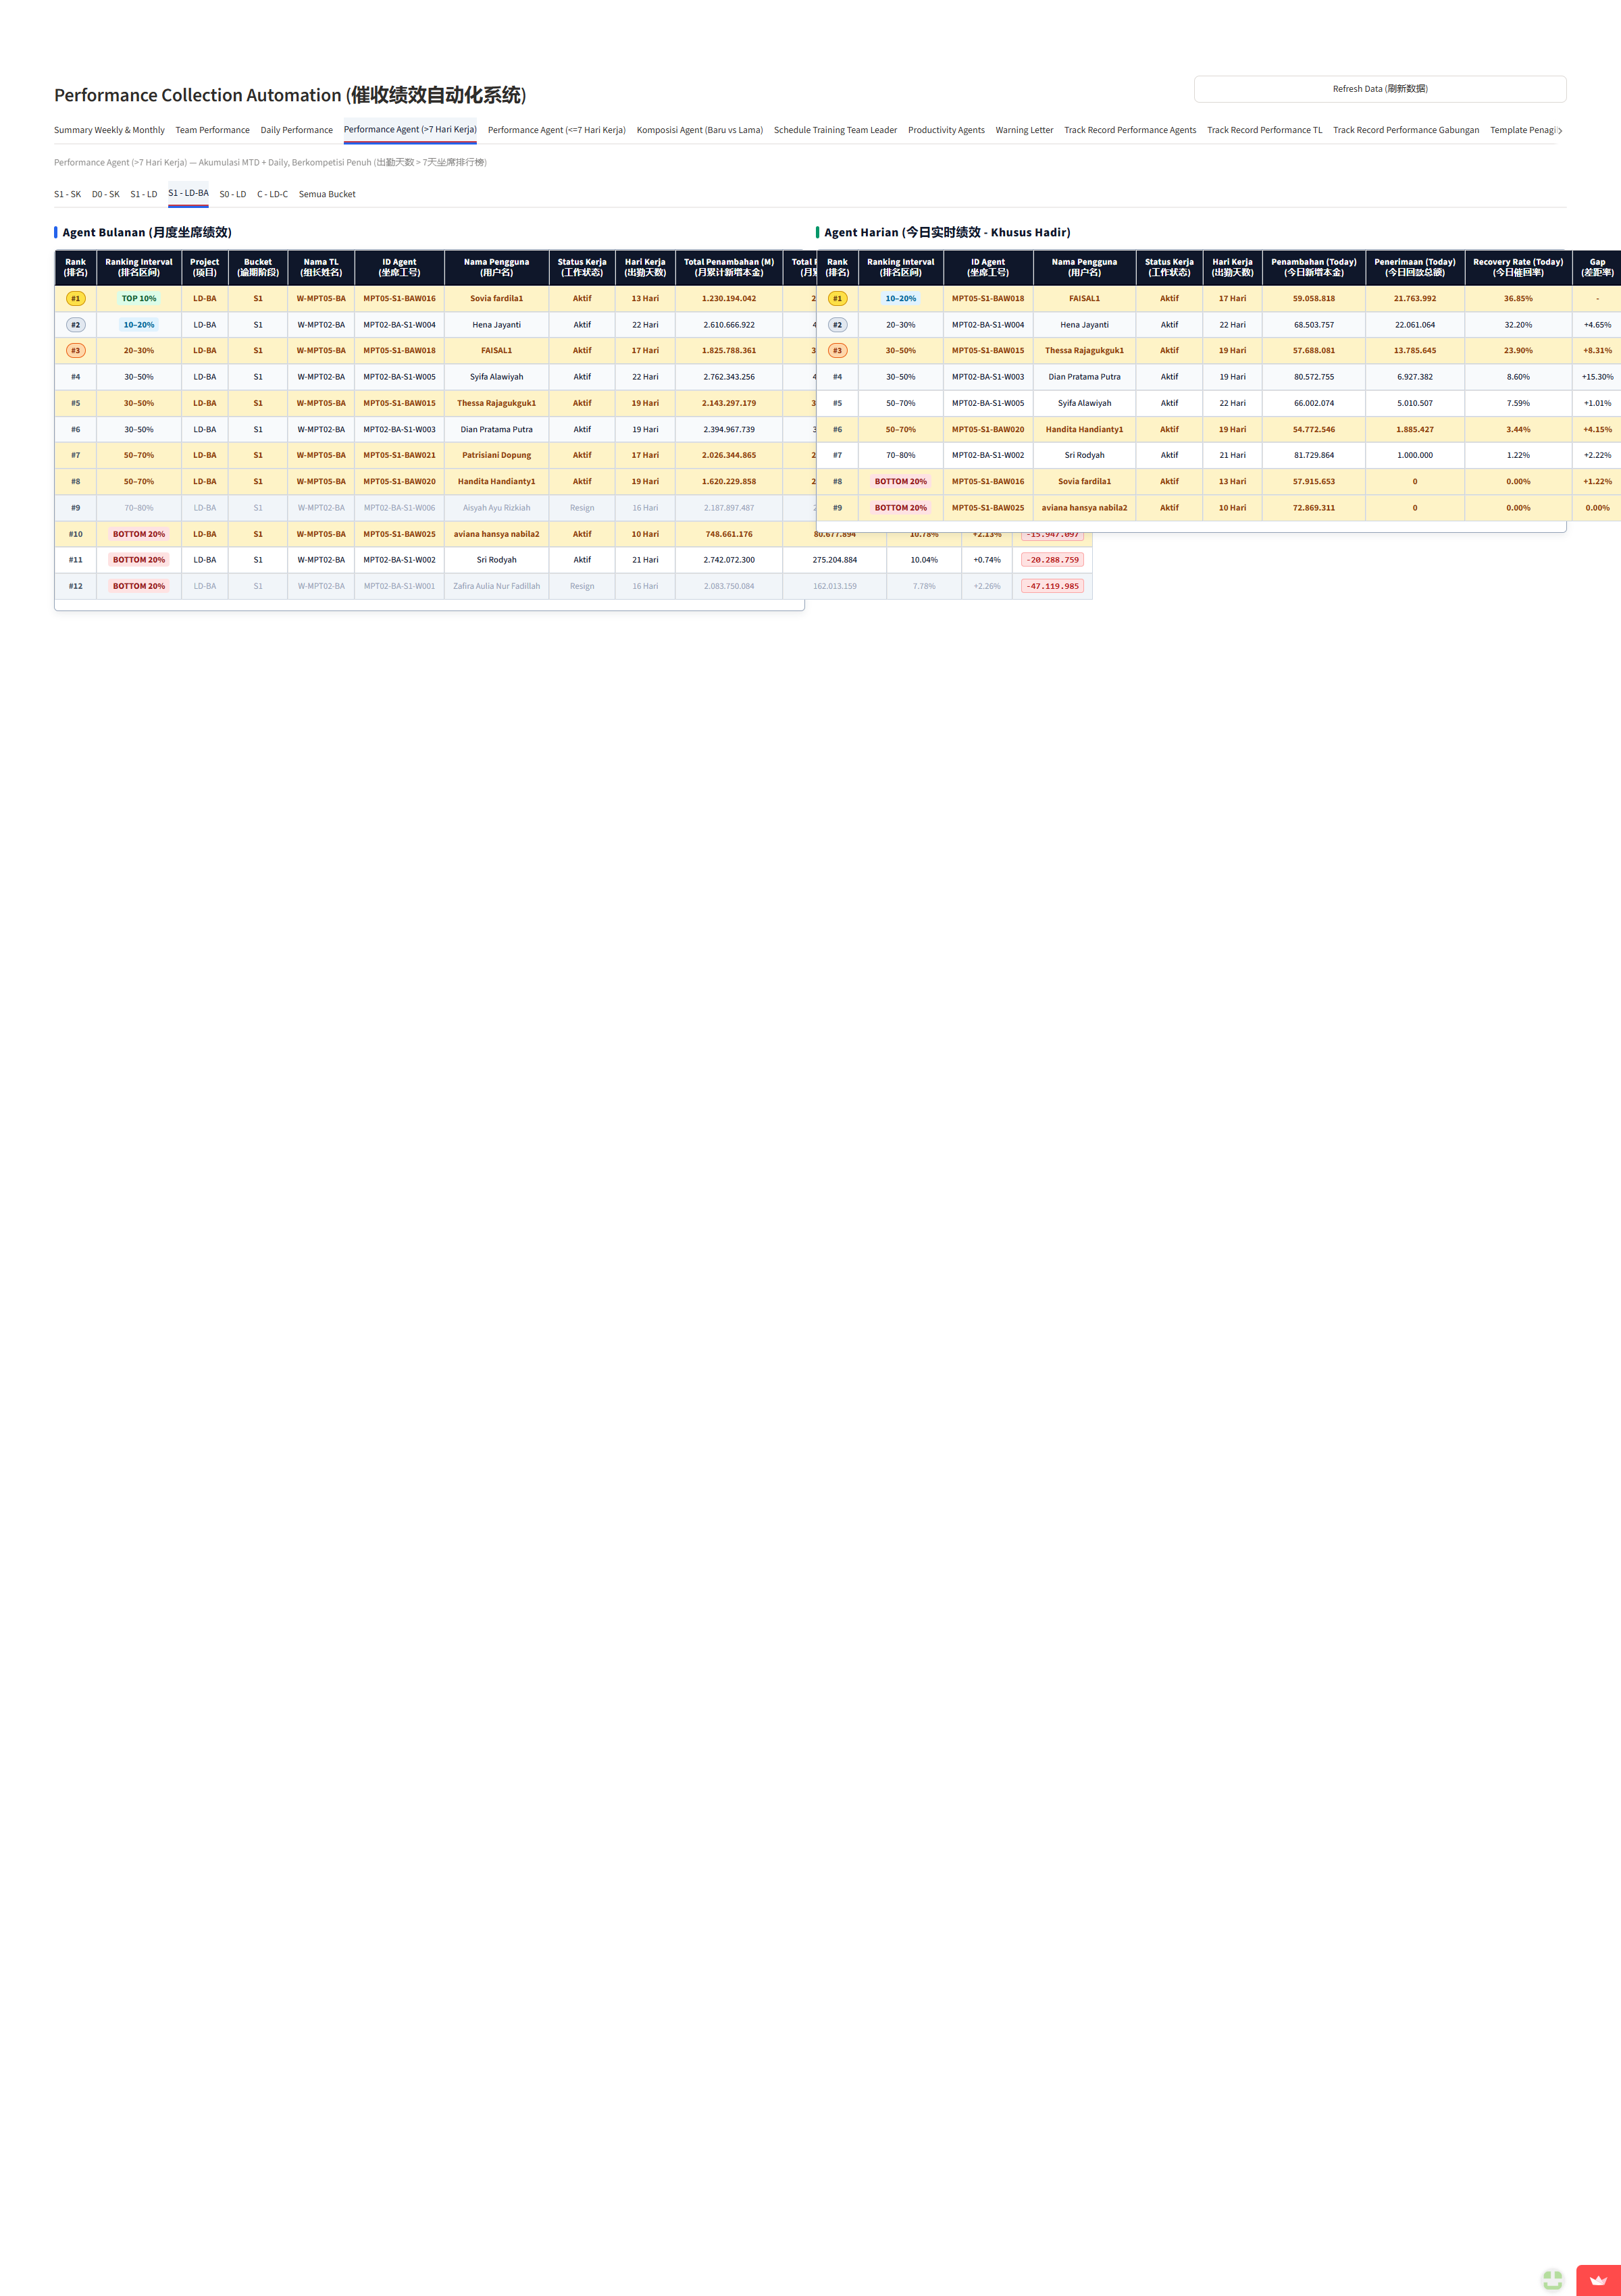 Performance Collection Automation (催收绩效自动化系统)
Refresh Data (刷新数据)
Summary Weekly & Monthly Team Performance Daily Performance Performance Agent (>7 Hari Kerja) Performance Agent (<=7 Hari Kerja) Komposisi Agent (Baru vs Lama) Schedule Training Team Leader Productivity Agents Warning Letter Track Record Performance Agents Track Record Performance TL Track Record Performance Gabungan Template Penagi
Performance Agent (>7 Hari Kerja) — Akumulasi MTD + Daily, Berkompetisi Penuh (出勤天数 > 7天坐席排行榜)
S1 - SK D0 - SK S1 - LD S1 - LD-BA S0 - LD C - LD-C Semua Bucket
Agent Bulanan (月度坐席绩效)
Rank Ranking Interval Project Bucket Nama TL ID Agent Nama Pengguna Status Kerja Hari Kerja Total Penambahan (M) Total
(排名) (排名区间) (项目) (逾期阶段) (组长姓名) (坐席工号) (用户名) (工作状态) (出勤天数) (月累计新增本金) (月
#1 TOP 10% LD-BA S1 W-MPT05-BA MPT05-S1-BAW016 Sovia fardila1 Aktif 13 Hari 1.230.194.042 2
#2 10–20% LD-BA S1 W-MPT02-BA MPT02-BA-S1-W004 Hena Jayanti Aktif 22 Hari 2.610.666.922 4
#3 20–30% LD-BA S1 W-MPT05-BA MPT05-S1-BAW018 FAISAL1 Aktif 17 Hari 1.825.788.361 3
#4 30–50% LD-BA S1 W-MPT02-BA MPT02-BA-S1-W005 Syifa Alawiyah Aktif 22 Hari 2.762.343.256 4
#5 30–50% LD-BA S1 W-MPT05-BA MPT05-S1-BAW015 Thessa Rajagukguk1 Aktif 19 Hari 2.143.297.179 3
#6 30–50% LD-BA S1 W-MPT02-BA MPT02-BA-S1-W003 Dian Pratama Putra Aktif 19 Hari 2.394.967.739 3
#7 50–70% LD-BA S1 W-MPT05-BA MPT05-S1-BAW021 Patrisiani Dopung Aktif 17 Hari 2.026.344.865 2
#8 50–70% LD-BA S1 W-MPT05-BA MPT05-S1-BAW020 Handita Handianty1 Aktif 19 Hari 1.620.229.858 2
#9 70–80% LD-BA S1 W-MPT02-BA MPT02-BA-S1-W006 Aisyah Ayu Rizkiah Resign 16 Hari 2.187.897.487 2
#10 BOTTOM 20% LD-BA S1 W-MPT05-BA MPT05-S1-BAW025 aviana hansya nabila2 Aktif 10 Hari 748.661.176 80.677.894 10.78% +2.13% -15.947.097
#11 BOTTOM 20% LD-BA S1 W-MPT02-BA MPT02-BA-S1-W002 Sri Rodyah Aktif 21 Hari 2.742.072.300 275.204.884 10.04% +0.74% -20.288.759
#12 BOTTOM 20% LD-BA S1 W-MPT02-BA MPT02-BA-S1-W001 Zafira Aulia Nur Fadillah Resign 16 Hari 2.083.750.084 162.013.159 7.78% +2.26% -47.119.985
Agent Harian (今日实时绩效 - Khusus Hadir)
Rank Ranking Interval ID Agent Nama Pengguna Status Kerja Hari Kerja Penambahan (Today) Penerimaan (Today) Recovery Rate (Today) Gap
(排名) (排名区间) (坐席工号) (用户名) (工作状态) (出勤天数) (今日新增本金) (今日回款总额) (今日催回率) (差距率)
#1 10–20% MPT05-S1-BAW018 FAISAL1 Aktif 17 Hari 59.058.818 21.763.992 36.85% -
#2 20–30% MPT02-BA-S1-W004 Hena Jayanti Aktif 22 Hari 68.503.757 22.061.064 32.20% +4.65%
#3 30–50% MPT05-S1-BAW015 Thessa Rajagukguk1 Aktif 19 Hari 57.688.081 13.785.645 23.90% +8.31%
#4 30–50% MPT02-BA-S1-W003 Dian Pratama Putra Aktif 19 Hari 80.572.755 6.927.382 8.60% +15.30%
#5 50–70% MPT02-BA-S1-W005 Syifa Alawiyah Aktif 22 Hari 66.002.074 5.010.507 7.59% +1.01%
#6 50–70% MPT05-S1-BAW020 Handita Handianty1 Aktif 19 Hari 54.772.546 1.885.427 3.44% +4.15%
#7 70–80% MPT02-BA-S1-W002 Sri Rodyah Aktif 21 Hari 81.729.864 1.000.000 1.22% +2.22%
#8 BOTTOM 20% MPT05-S1-BAW016 Sovia fardila1 Aktif 13 Hari 57.915.653 0 0.00% +1.22%
#9 BOTTOM 20% MPT05-S1-BAW025 aviana hansya nabila2 Aktif 10 Hari 72.869.311 0 0.00% 0.00%